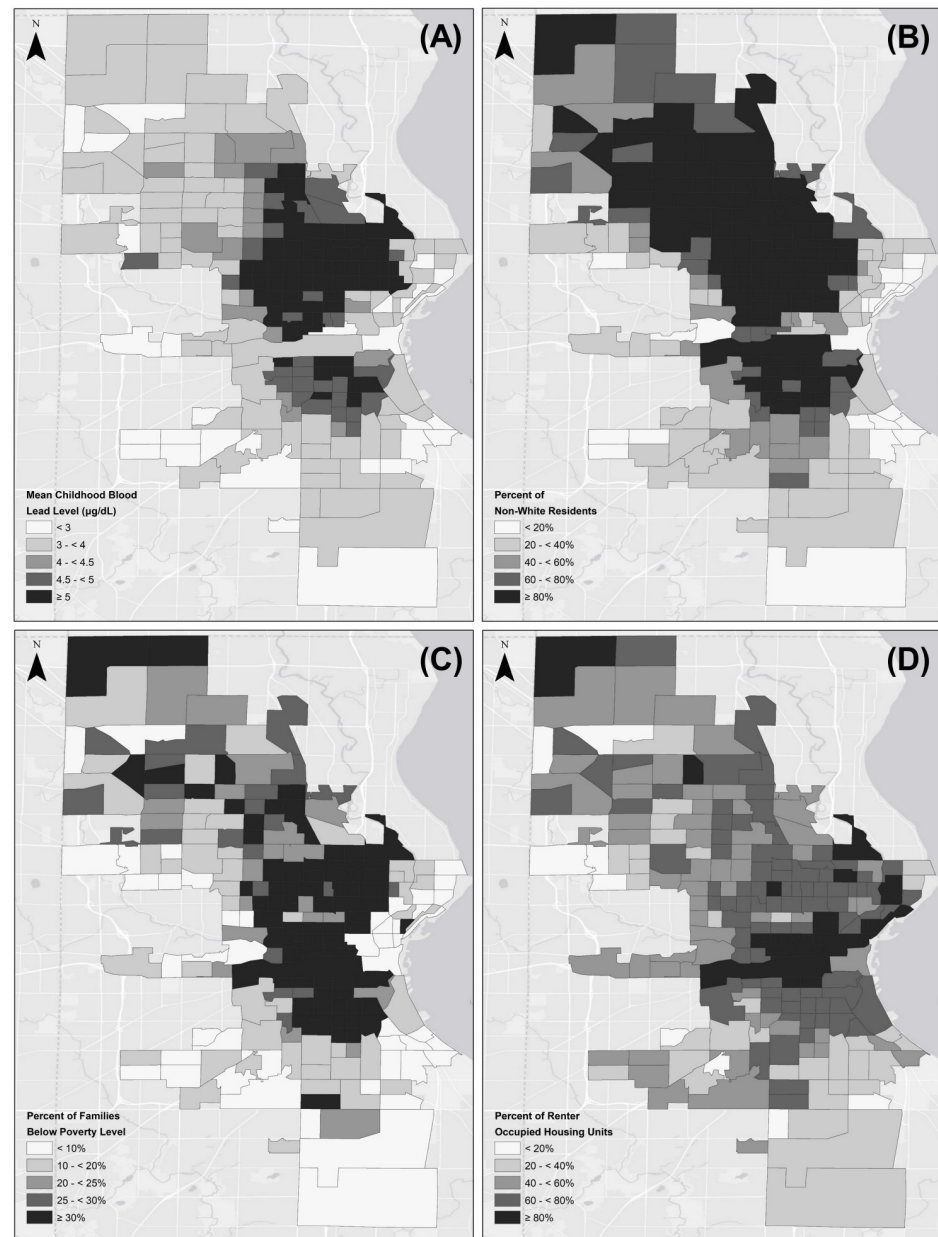 N
(A)
Mean Childhood Blood
Lead Level (µg/dL)
< 3
3 - < 4
4 - < 4.5
4.5 - < 5
≥ 5
N
(B)
Percent of
Non-White Residents
< 20%
20 - < 40%
40 - < 60%
60 - < 80%
≥ 80%
N
(C)
Percent of Families
Below Poverty Level
< 10%
10 - < 20%
20 - < 25%
25 - < 30%
≥ 30%
N
(D)
Percent of Renter
Occupied Housing Units
< 20%
20 - < 40%
40 - < 60%
60 - < 80%
≥ 80%